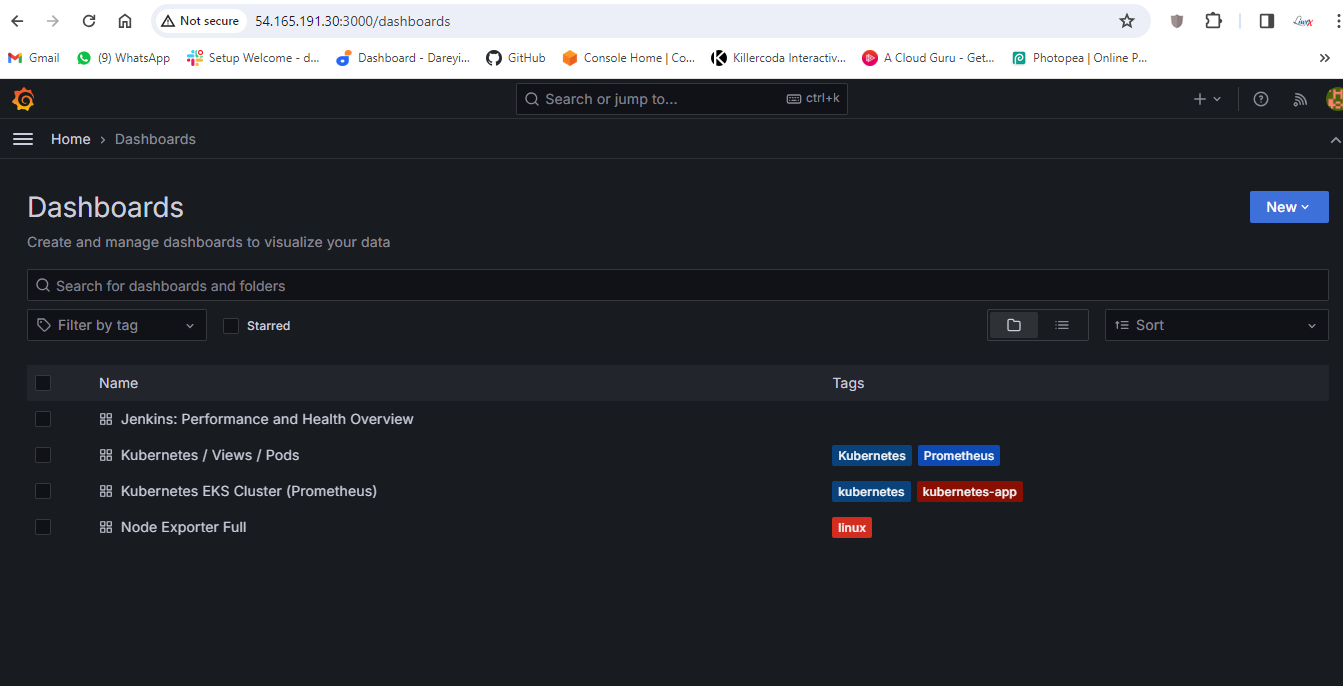 Not secure 54.165.191.30:3000/dashboards
Gmail (9) WhatsApp Setup Welcome - d... Dashboard - Dareyi... GitHub Console Home | Co... Killercoda Interactiv... A Cloud Guru - Get... Photopea | Online P...
Search or jump to... ctrl+k
Home › Dashboards
Dashboards
New
Create and manage dashboards to visualize your data
Search for dashboards and folders
Filter by tag Starred Sort
Name Tags
Jenkins: Performance and Health Overview
Kubernetes / Views / Pods Kubernetes Prometheus
Kubernetes EKS Cluster (Prometheus) kubernetes kubernetes-app
Node Exporter Full linux